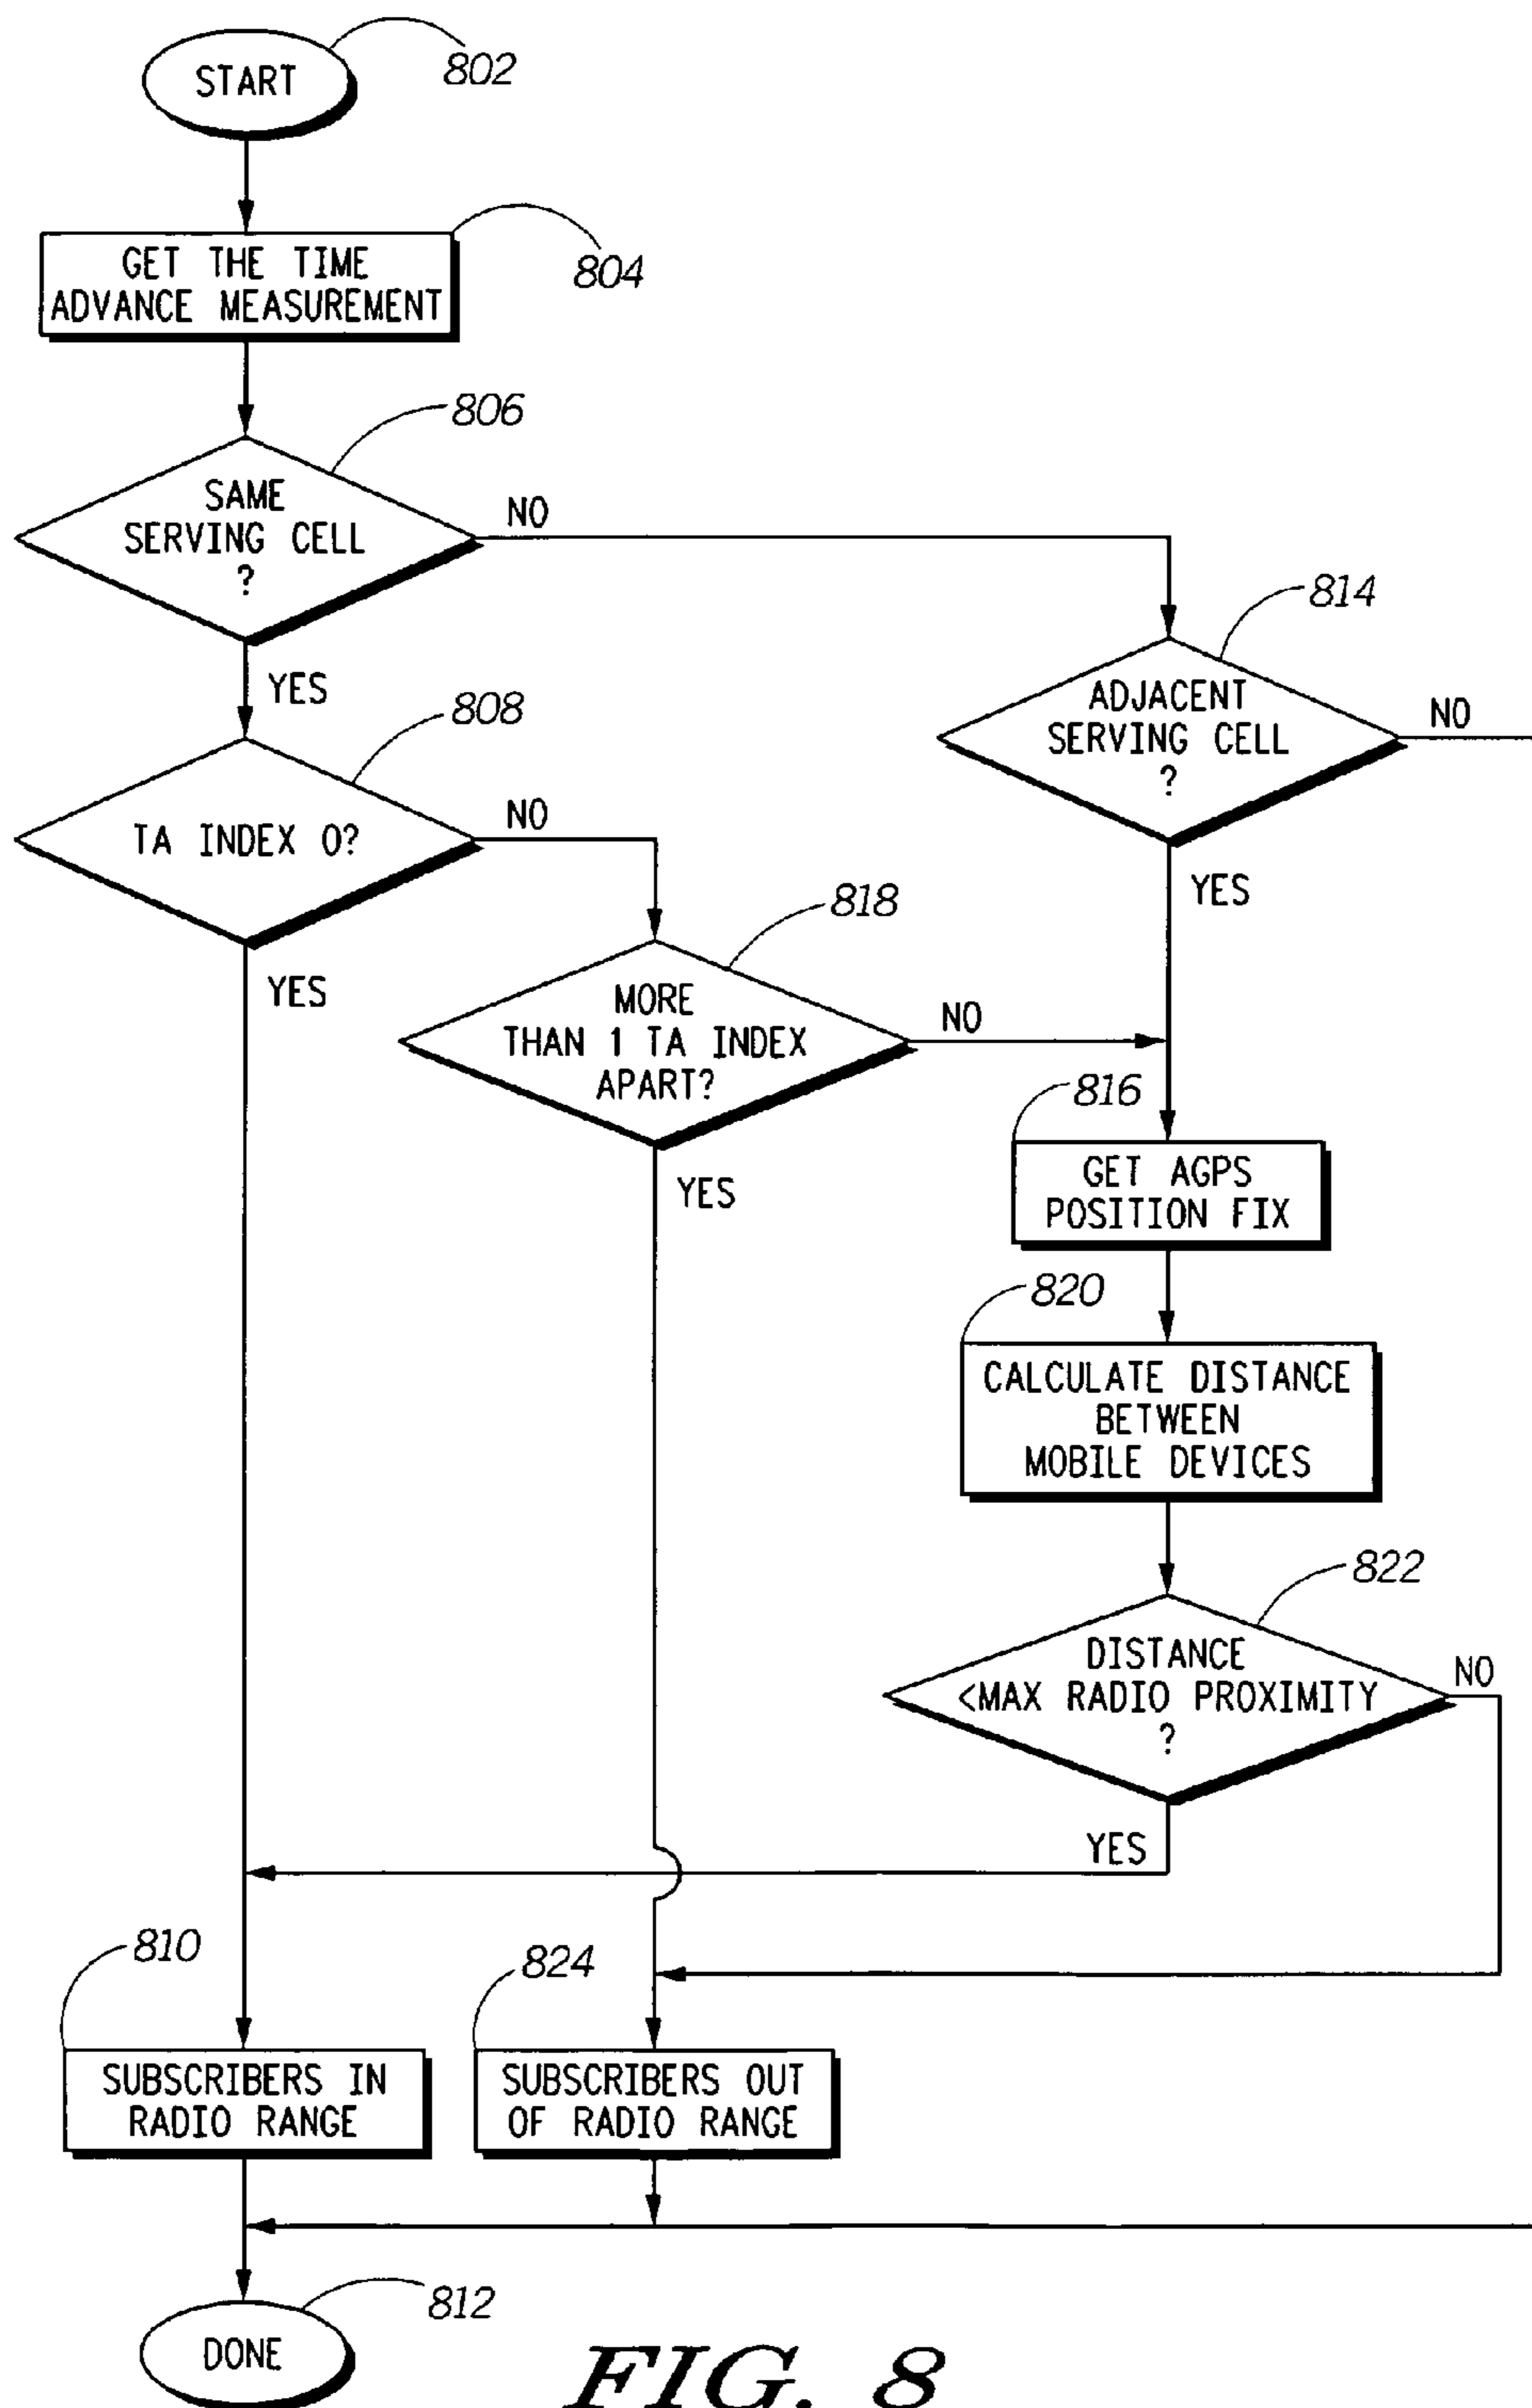 START
802
GET THE TIME
ADVANCE MEASUREMENT
804
806
SAME
SERVING CELL
?
NO
YES
814
ADJACENT
SERVING CELL
?
NO
YES
808
TA INDEX 0?
NO
YES
818
MORE
THAN 1 TA INDEX
APART?
NO
YES
816
GET AGPS
POSITION FIX
820
CALCULATE DISTANCE
BETWEEN
MOBILE DEVICES
822
DISTANCE
<MAX RADIO PROXIMITY
?
NO
YES
810
SUBSCRIBERS IN
RADIO RANGE
824
SUBSCRIBERS OUT
OF RADIO RANGE
812
DONE
FIG. 8